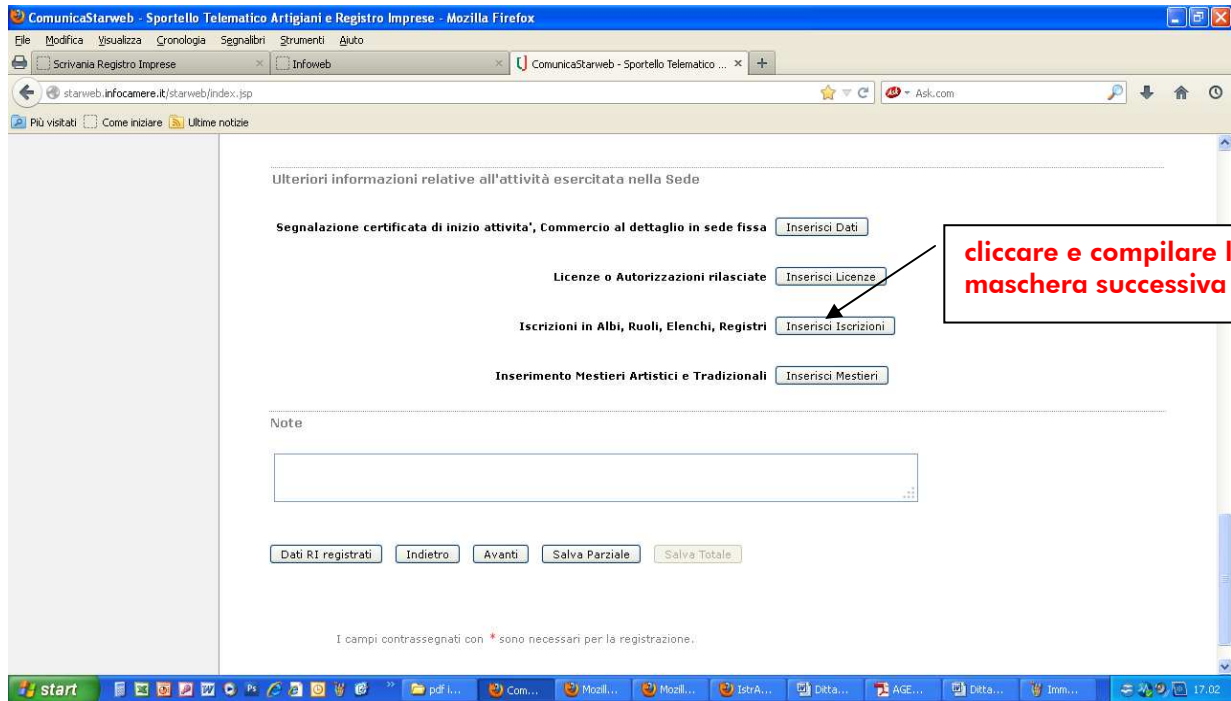 ComunicaStarweb - Sportello Telematico Artigiani e Registro Imprese - Mozilla Firefox
File Modifica Visualizza Cronologia Segnalibri Strumenti Aiuto
Scrivania Registro Imprese
Infoweb
ComunicaStarweb - Sportello Telematico ...
starweb.infocamere.it/starweb/index.jsp
Ask.com
Più visitati Come iniziare Ultime notizie
Ulteriori informazioni relative all'attività esercitata nella Sede
Segnalazione certificata di inizio attivita', Commercio al dettaglio in sede fissa Inserisci Dati
cliccare e compilare l
maschera successiva
Licenze o Autorizzazioni rilasciate Inserisci Licenze
Iscrizioni in Albi, Ruoli, Elenchi, Registri Inserisci Iscrizioni
Inserimento Mestieri Artistici e Tradizionali Inserisci Mestieri
Note
Dati RI registrati Indietro Avanti Salva Parziale Salva Totale
I campi contrassegnati con * sono necessari per la registrazione.
start pdf i... Com... Mozill... Mozill... IstrA... Ditta... AGE... Ditta... Imm... 17.02